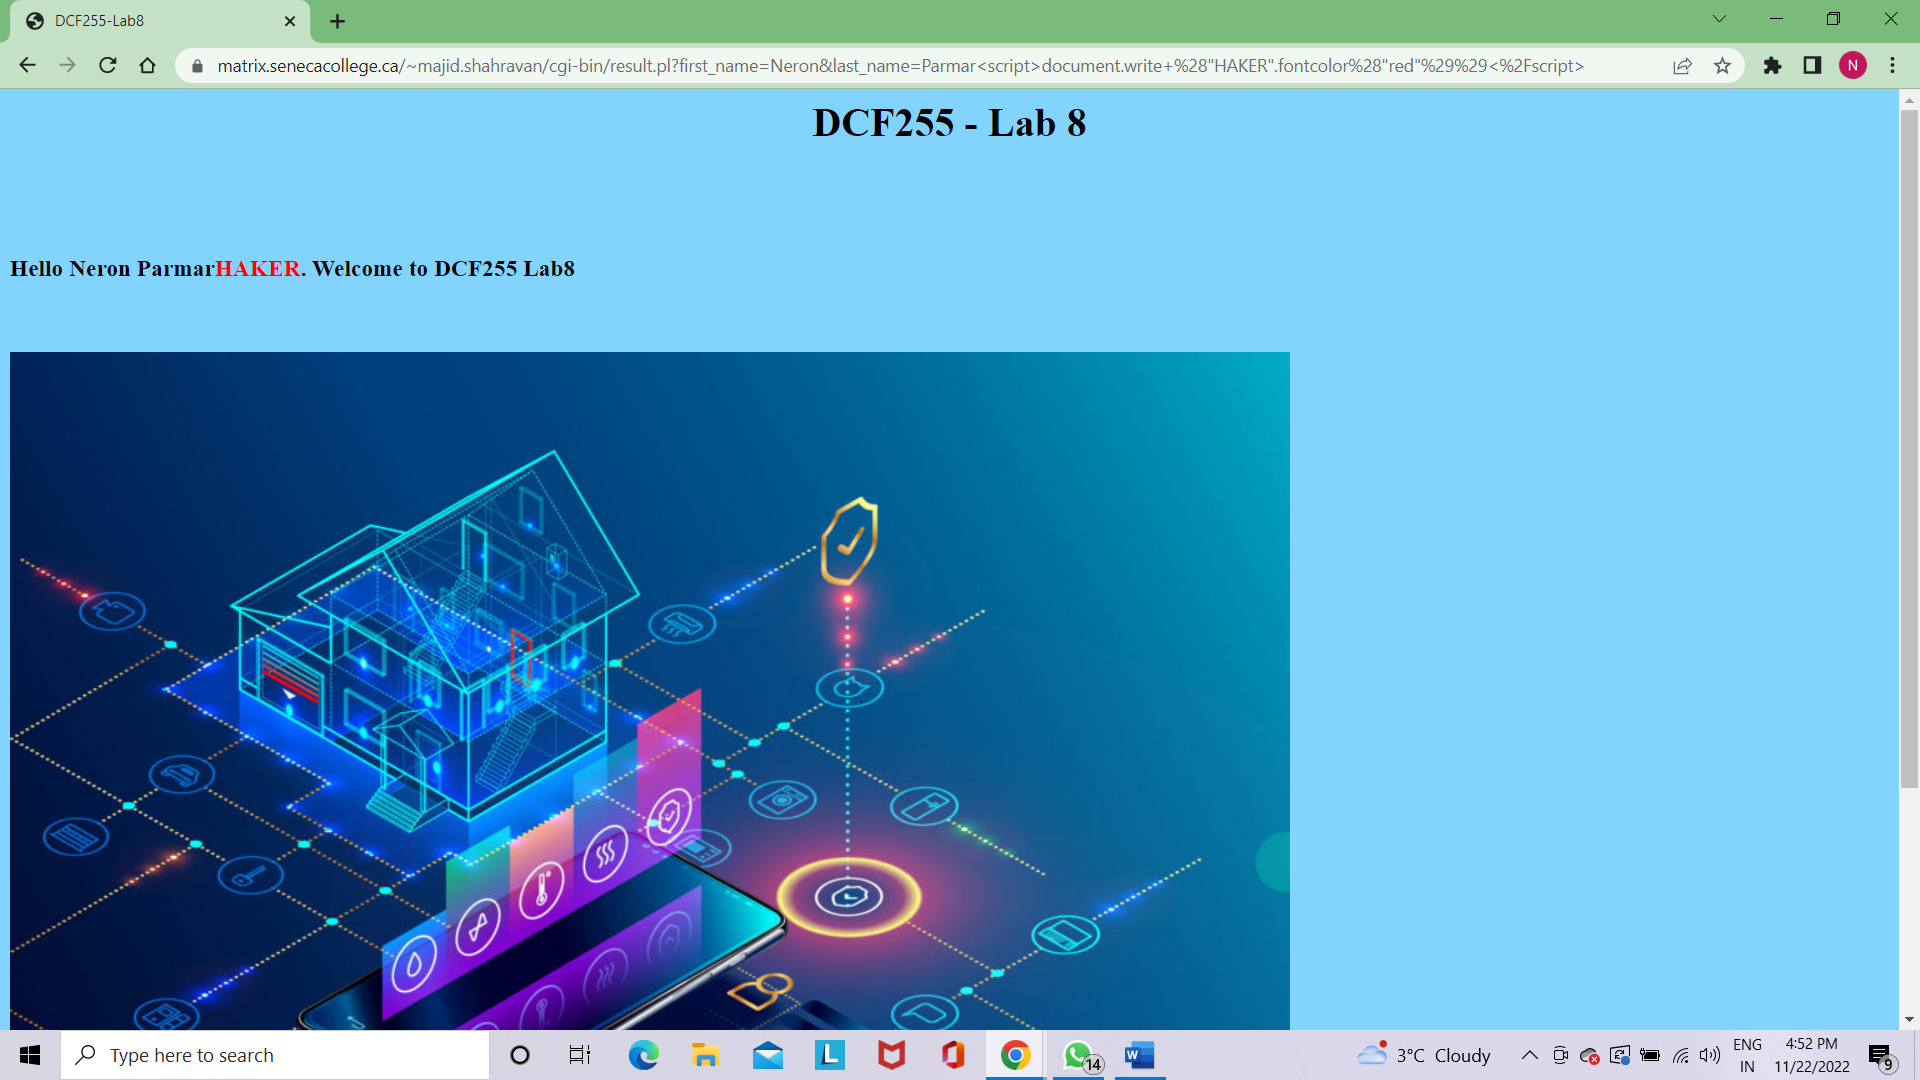 DCF255-Lab8
matrix.senecacollege.ca/~majid.shahravan/cgi-bin/result.pl?first_name=Neron&last_name=Parmar<script>document.write+%28"HAKER".fontcolor%28"red"%29%29<%2Fscript>
N
DCF255 - Lab 8
Hello Neron ParmarHAKER. Welcome to DCF255 Lab8
Type here to search
L
14
W
3°C Cloudy
ENG
IN
4:52 PM
11/22/2022
9